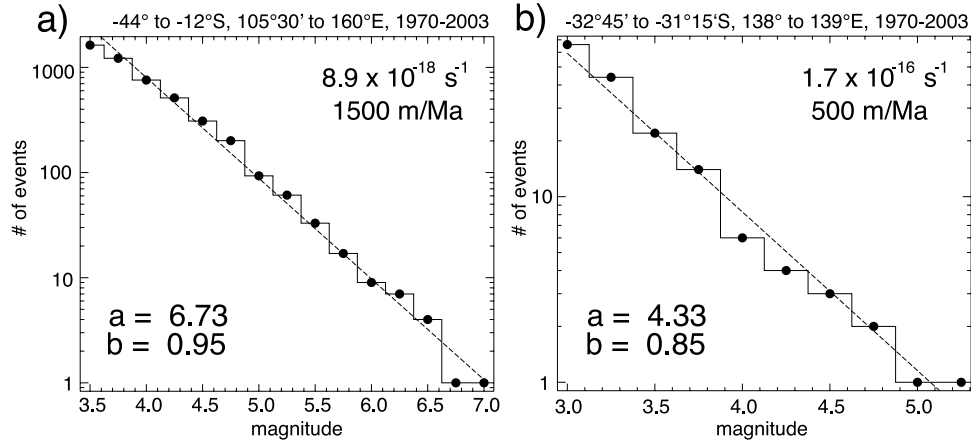 a)
-44° to -12°S, 105°30' to 160°E, 1970-2003
8.9 x 10⁻¹⁸ s⁻¹
1500 m/Ma
# of events
1000
100
10
1
a = 6.73
b = 0.95
3.5 4.0 4.5 5.0 5.5 6.0 6.5 7.0
magnitude
b)
-32°45' to -31°15'S, 138° to 139°E, 1970-2003
1.7 x 10⁻¹⁶ s⁻¹
500 m/Ma
# of events
10
1
a = 4.33
b = 0.85
3.0 3.5 4.0 4.5 5.0
magnitude